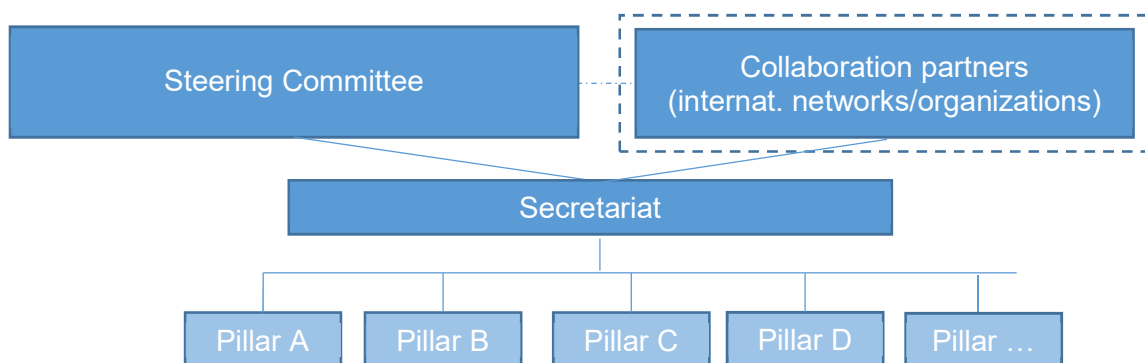 Steering Committee
Collaboration partners
(internat. networks/organizations)
Secretariat
Pillar A
Pillar B
Pillar C
Pillar D
Pillar …